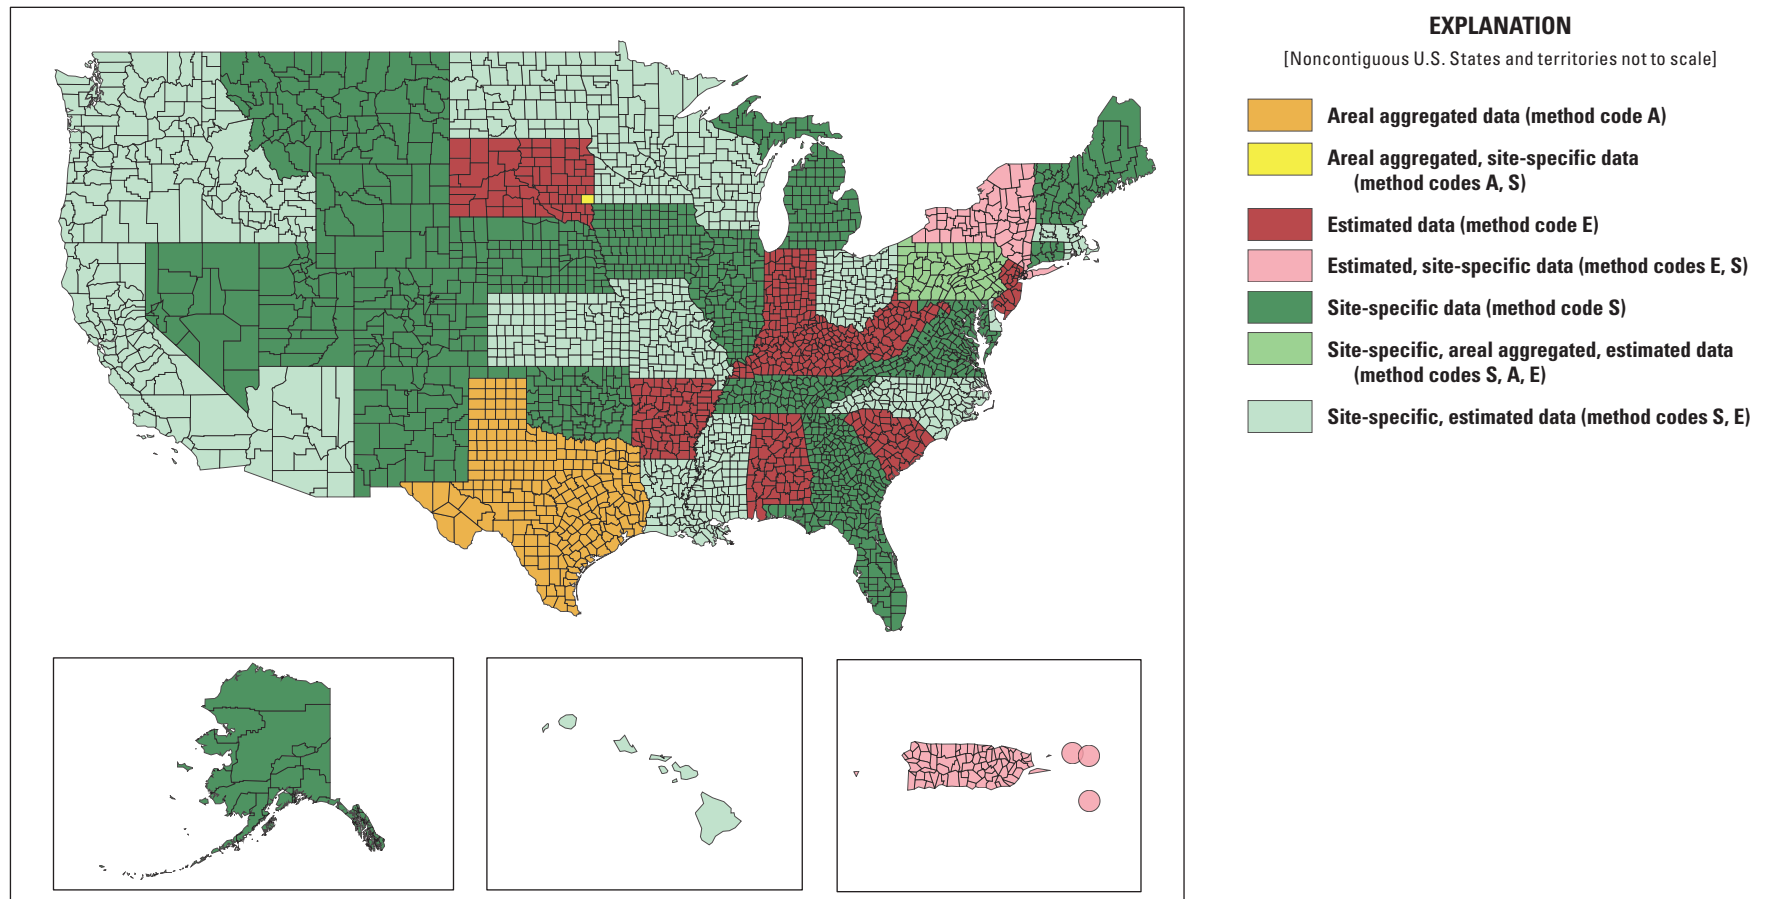 EXPLANATION
[Noncontiguous U.S. States and territories not to scale]
Areal aggregated data (method code A)
Areal aggregated, site-specific data
(method codes A, S)
Estimated data (method code E)
Estimated, site-specific data (method codes E, S)
Site-specific data (method code S)
Site-specific, areal aggregated, estimated data
(method codes S, A, E)
Site-specific, estimated data (method codes S, E)